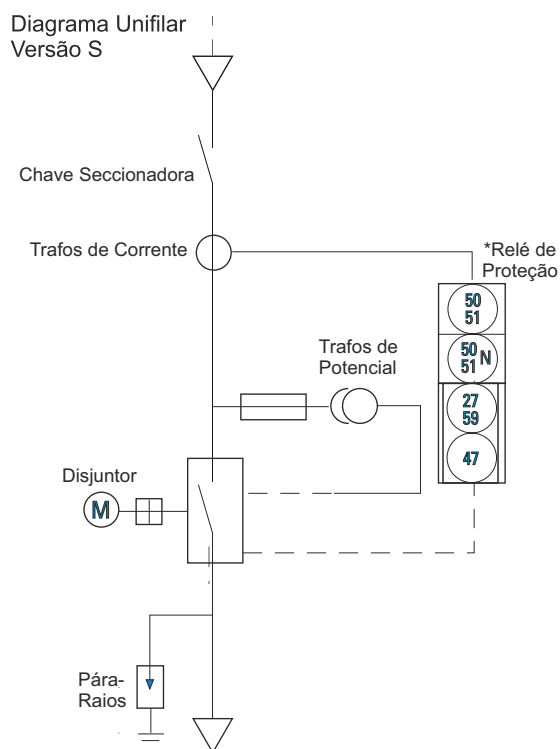 Diagrama Unifilar
Versão S
Chave Seccionadora
Trafos de Corrente
*Relé de
Proteção
50
51
50
51 N
Trafos de
Potencial
27
59
47
Disjuntor
M
Pára-
Raios